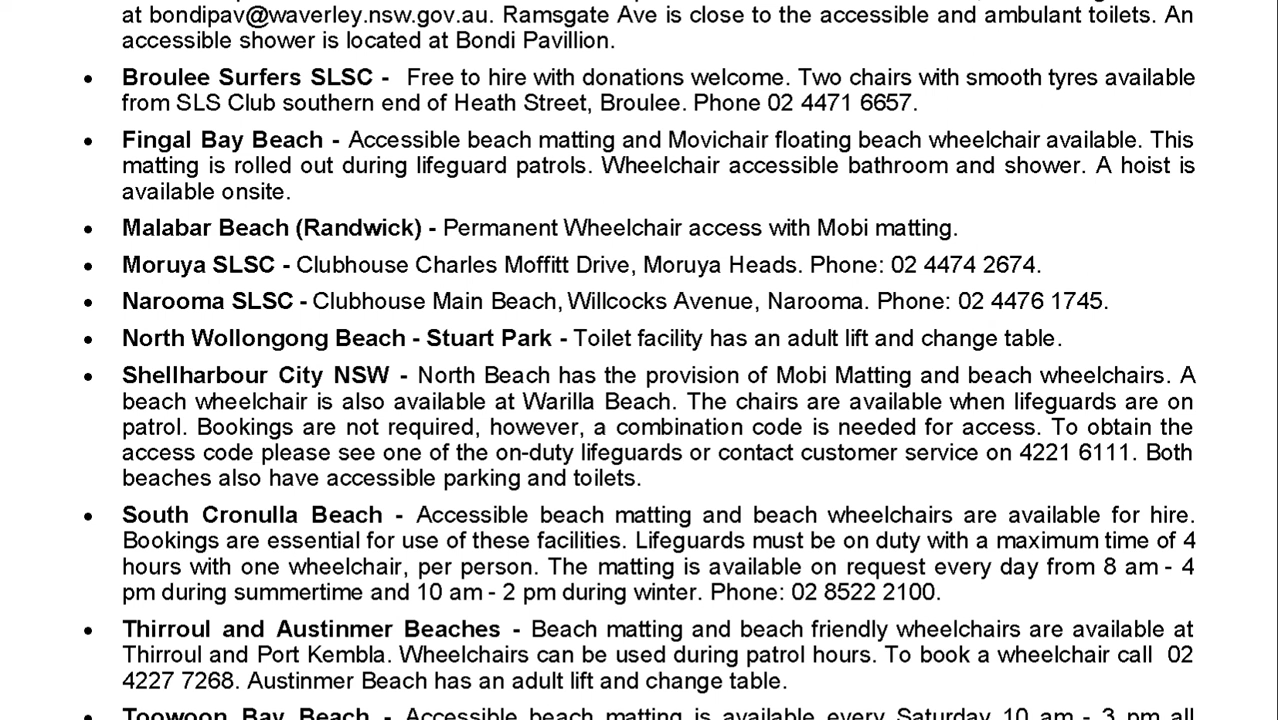 at bondipav@waverley.nsw.gov.au. Ramsgate Ave is close to the accessible and ambulant toilets. An
accessible shower is located at Bondi Pavillion.
• Broulee Surfers SLSC - Free to hire with donations welcome. Two chairs with smooth tyres available
from SLS Club southern end of Heath Street, Broulee. Phone 02 4471 6657.
• Fingal Bay Beach - Accessible beach matting and Movichair floating beach wheelchair available. This
matting is rolled out during lifeguard patrols. Wheelchair accessible bathroom and shower. A hoist is
available onsite.
• Malabar Beach (Randwick) - Permanent Wheelchair access with Mobi matting.
• Moruya SLSC - Clubhouse Charles Moffitt Drive, Moruya Heads. Phone: 02 4474 2674.
• Narooma SLSC - Clubhouse Main Beach, Willcocks Avenue, Narooma. Phone: 02 4476 1745.
• North Wollongong Beach - Stuart Park - Toilet facility has an adult lift and change table.
• Shellharbour City NSW - North Beach has the provision of Mobi Matting and beach wheelchairs. A
beach wheelchair is also available at Warilla Beach. The chairs are available when lifeguards are on
patrol. Bookings are not required, however, a combination code is needed for access. To obtain the
access code please see one of the on-duty lifeguards or contact customer service on 4221 6111. Both
beaches also have accessible parking and toilets.
• South Cronulla Beach - Accessible beach matting and beach wheelchairs are available for hire.
Bookings are essential for use of these facilities. Lifeguards must be on duty with a maximum time of 4
hours with one wheelchair, per person. The matting is available on request every day from 8 am - 4
pm during summertime and 10 am - 2 pm during winter. Phone: 02 8522 2100.
• Thirroul and Austinmer Beaches - Beach matting and beach friendly wheelchairs are available at
Thirroul and Port Kembla. Wheelchairs can be used during patrol hours. To book a wheelchair call 02
4227 7268. Austinmer Beach has an adult lift and change table.
• Toowoon Bay Beach - Accessible beach matting is available every Saturday 10 am - 3 pm all